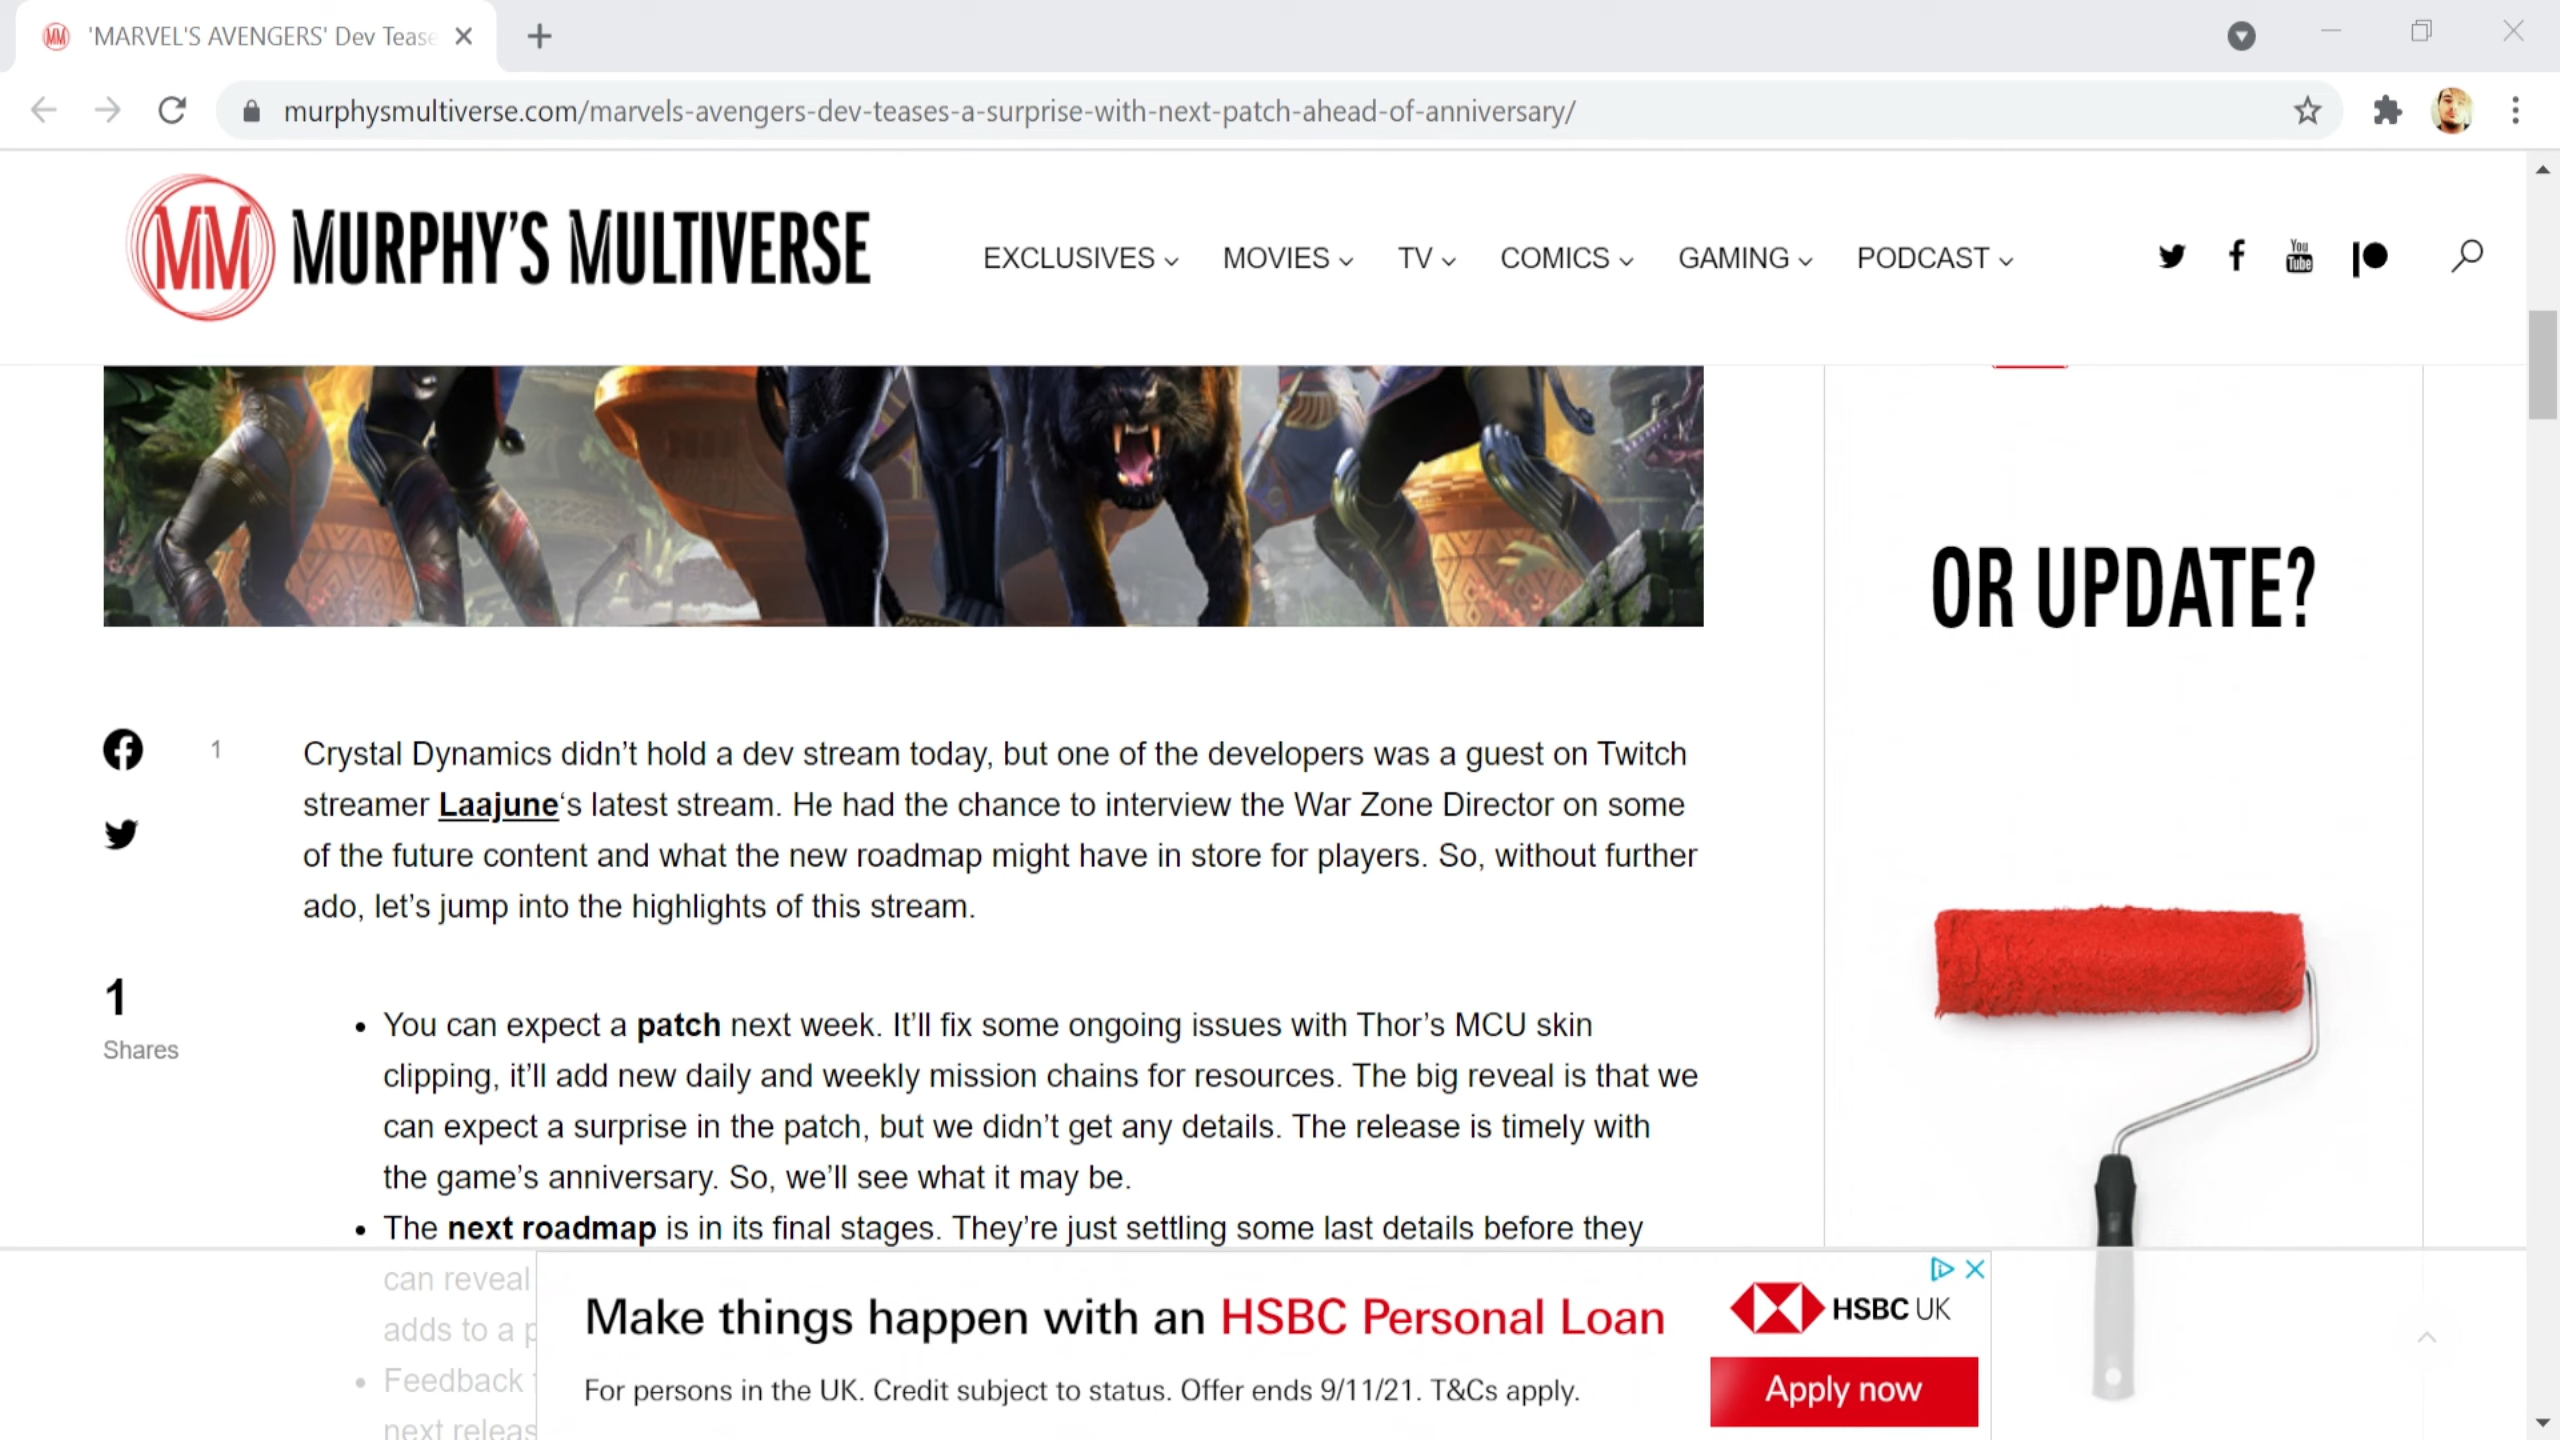 'MARVEL'S AVENGERS' Dev Tease
murphysmultiverse.com/marvels-avengers-dev-teases-a-surprise-with-next-patch-ahead-of-anniversary/
MM MURPHY'S MULTIVERSE
EXCLUSIVES MOVIES TV COMICS GAMING PODCAST
You Tube
OR UPDATE?
1
Crystal Dynamics didn't hold a dev stream today, but one of the developers was a guest on Twitch
streamer Laajune's latest stream. He had the chance to interview the War Zone Director on some
of the future content and what the new roadmap might have in store for players. So, without further
ado, let's jump into the highlights of this stream.
1
Shares
• You can expect a patch next week. It'll fix some ongoing issues with Thor's MCU skin
clipping, it'll add new daily and weekly mission chains for resources. The big reveal is that we
can expect a surprise in the patch, but we didn't get any details. The release is timely with
the game's anniversary. So, we'll see what it may be.
• The next roadmap is in its final stages. They're just settling some last details before they
can reveal
adds to a p
• Feedback
next releas
Make things happen with an HSBC Personal Loan
For persons in the UK. Credit subject to status. Offer ends 9/11/21. T&Cs apply.
HSBC UK
Apply now